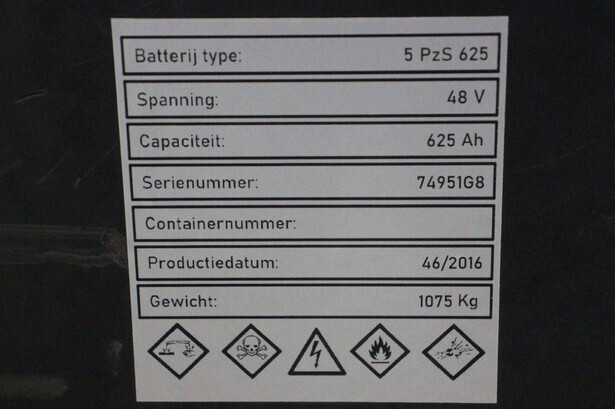 Batterij type: 5 PzS 625
Spanning: 48 V
Capaciteit: 625 Ah
Serienummer: 74951G8
Containernummer:
Productiedatum: 46/2016
Gewicht: 1075 Kg